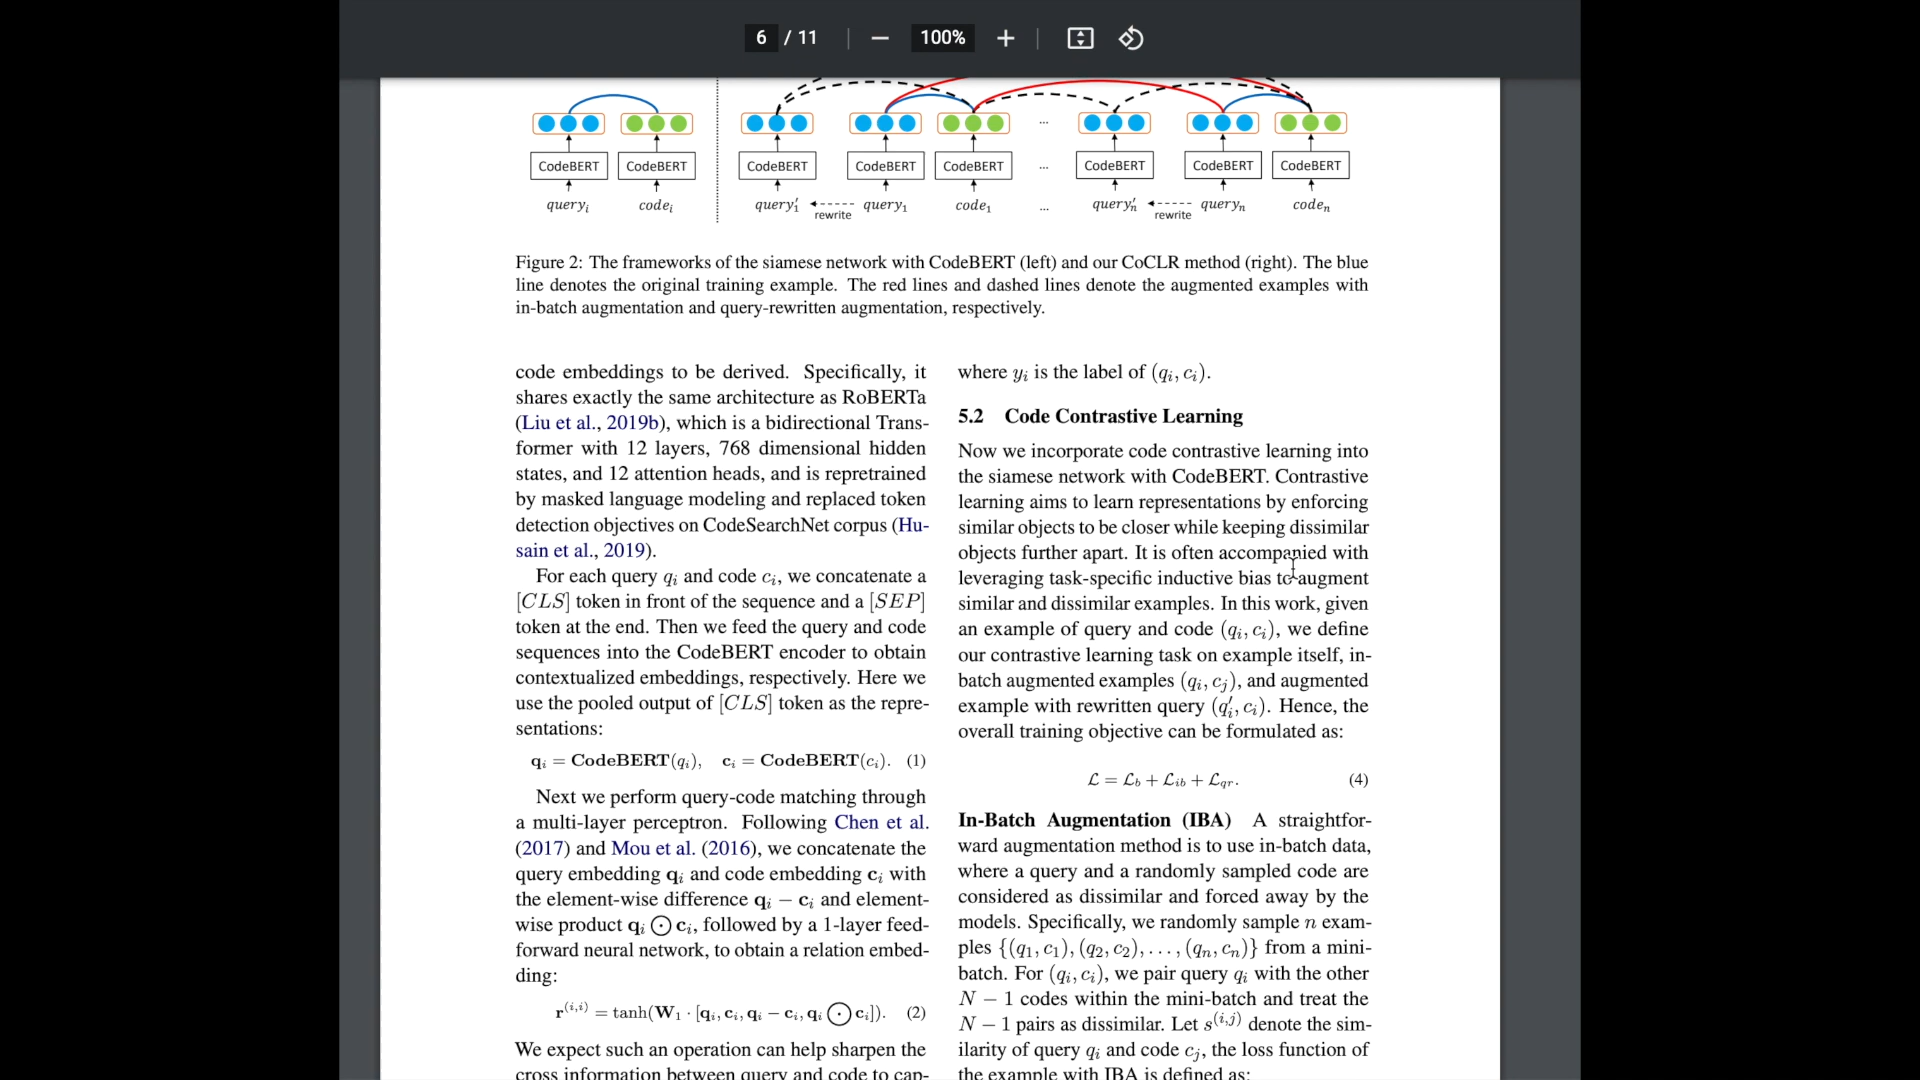 6 / 11 100%
CodeBERT CodeBERT CodeBERT CodeBERT CodeBERT ... CodeBERT CodeBERT CodeBERT
query_i code_i query′_1 rewrite query_1 code_1 ... query′_n rewrite query_n code_n
Figure 2: The frameworks of the siamese network with CodeBERT (left) and our CoCLR method (right). The blue
line denotes the original training example. The red lines and dashed lines denote the augmented examples with
in-batch augmentation and query-rewritten augmentation, respectively.
code embeddings to be derived. Specifically, it
shares exactly the same architecture as RoBERTa
(Liu et al., 2019b), which is a bidirectional Trans-
former with 12 layers, 768 dimensional hidden
states, and 12 attention heads, and is repretrained
by masked language modeling and replaced token
detection objectives on CodeSearchNet corpus (Hu-
sain et al., 2019).
For each query q_i and code c_i, we concatenate a
[CLS] token in front of the sequence and a [SEP]
token at the end. Then we feed the query and code
sequences into the CodeBERT encoder to obtain
contextualized embeddings, respectively. Here we
use the pooled output of [CLS] token as the repre-
sentations:
q_i = CodeBERT(q_i), c_i = CodeBERT(c_i). (1)
Next we perform query-code matching through
a multi-layer perceptron. Following Chen et al.
(2017) and Mou et al. (2016), we concatenate the
query embedding q_i and code embedding c_i with
the element-wise difference q_i − c_i and element-
wise product q_i ⊙ c_i, followed by a 1-layer feed-
forward neural network, to obtain a relation embed-
ding:
r^(i,i) = tanh(W_1 · [q_i, c_i, q_i − c_i, q_i ⊙ c_i]). (2)
We expect such an operation can help sharpen the
cross information between query and code to cap-
where y_i is the label of (q_i, c_i).
5.2 Code Contrastive Learning
Now we incorporate code contrastive learning into
the siamese network with CodeBERT. Contrastive
learning aims to learn representations by enforcing
similar objects to be closer while keeping dissimilar
objects further apart. It is often accompanied with
leveraging task-specific inductive bias to augment
similar and dissimilar examples. In this work, given
an example of query and code (q_i, c_i), we define
our contrastive learning task on example itself, in-
batch augmented examples (q_i, c_j), and augmented
example with rewritten query (q′_i, c_i). Hence, the
overall training objective can be formulated as:
ℒ = ℒ_b + ℒ_ib + ℒ_qr. (4)
In-Batch Augmentation (IBA) A straightfor-
ward augmentation method is to use in-batch data,
where a query and a randomly sampled code are
considered as dissimilar and forced away by the
models. Specifically, we randomly sample n exam-
ples {(q_1, c_1), (q_2, c_2), . . . , (q_n, c_n)} from a mini-
batch. For (q_i, c_i), we pair query q_i with the other
N − 1 codes within the mini-batch and treat the
N − 1 pairs as dissimilar. Let s^(i,j) denote the sim-
ilarity of query q_i and code c_j, the loss function of
the example with IBA is defined as: